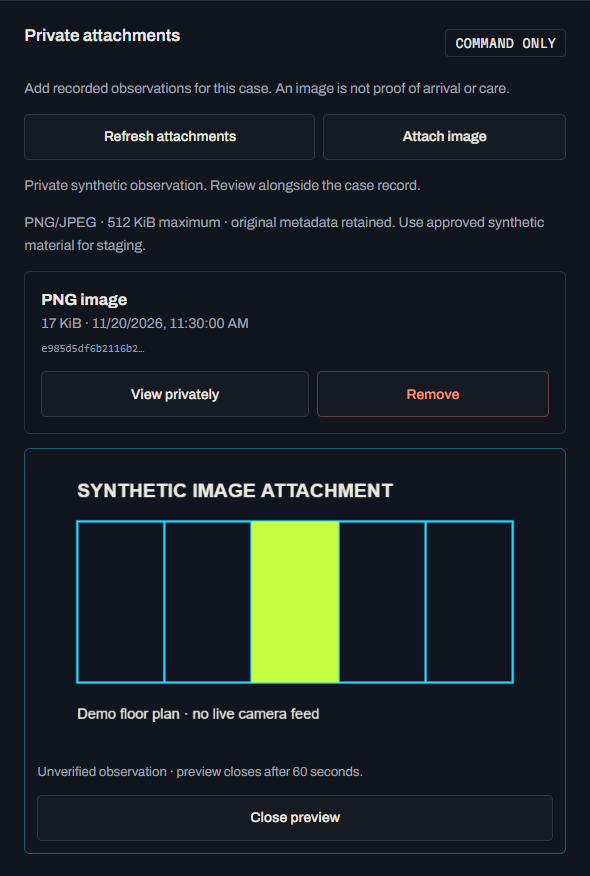 Private attachments
COMMAND ONLY
Add recorded observations for this case. An image is not proof of arrival or care.
Refresh attachments
Attach image
Private synthetic observation. Review alongside the case record.
PNG/JPEG · 512 KiB maximum · original metadata retained. Use approved synthetic
material for staging.
PNG image
17 KiB · 11/20/2026, 11:30:00 AM
e985d5df6b2116b2…
View privately
Remove
SYNTHETIC IMAGE ATTACHMENT
Demo floor plan · no live camera feed
Unverified observation · preview closes after 60 seconds.
Close preview